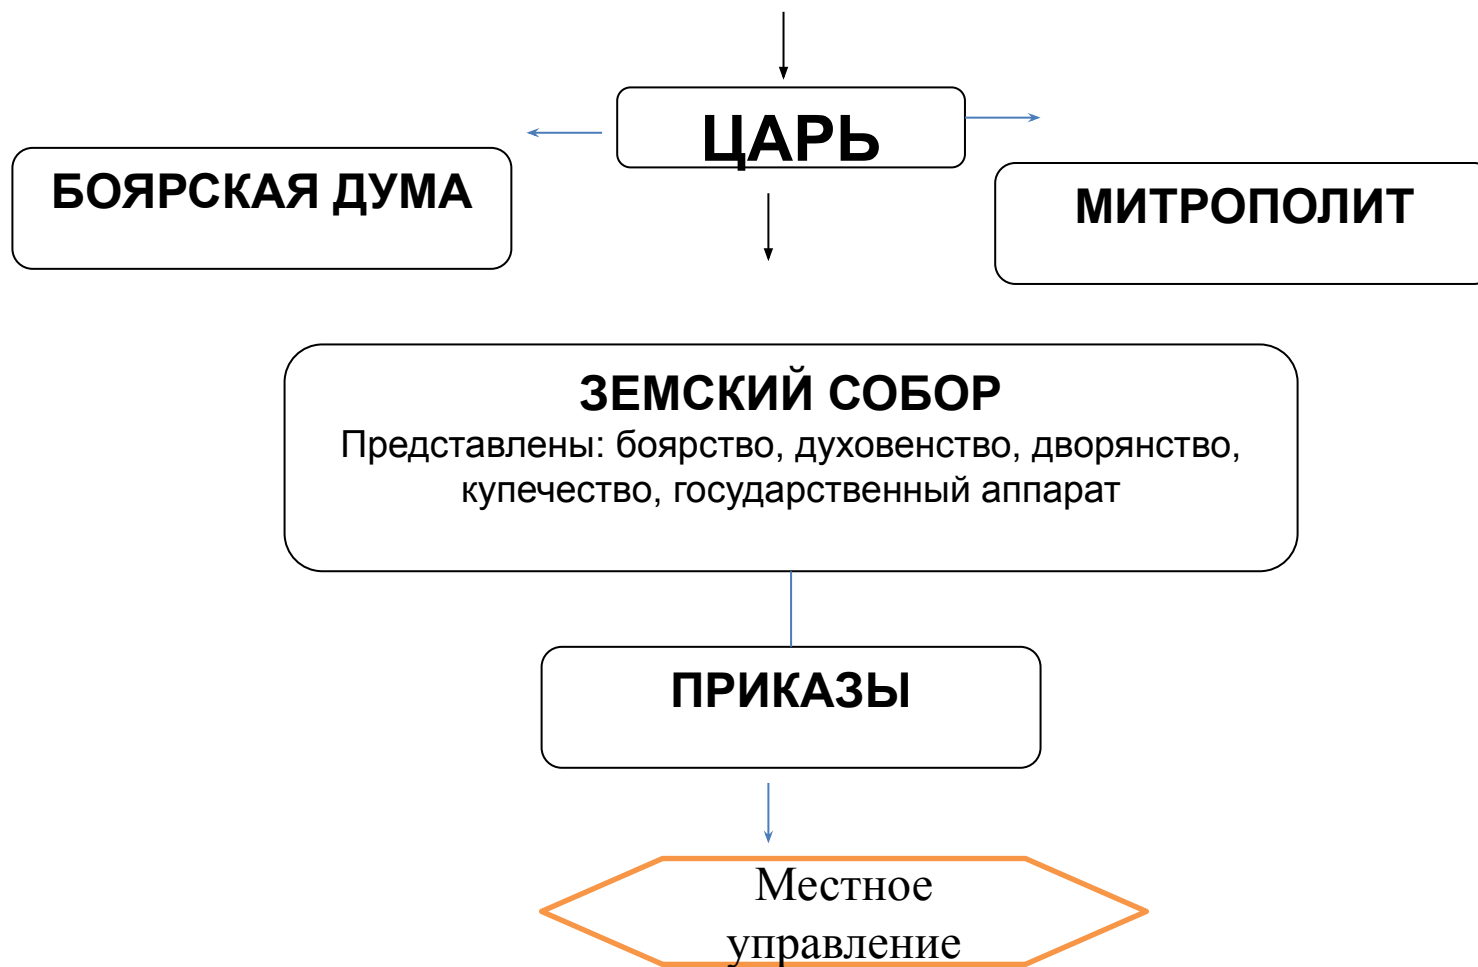 ЦАРЬ
БОЯРСКАЯ ДУМА
МИТРОПОЛИТ
ЗЕМСКИЙ СОБОР
Представлены: боярство, духовенство, дворянство,
купечество, государственный аппарат
ПРИКАЗЫ
Местное
управление